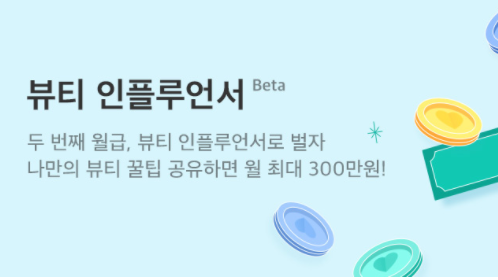 뷰티 인플루언서 Beta
두 번째 월급, 뷰티 인플루언서로 벌자
나만의 뷰티 꿀팁 공유하면 월 최대 300만원!